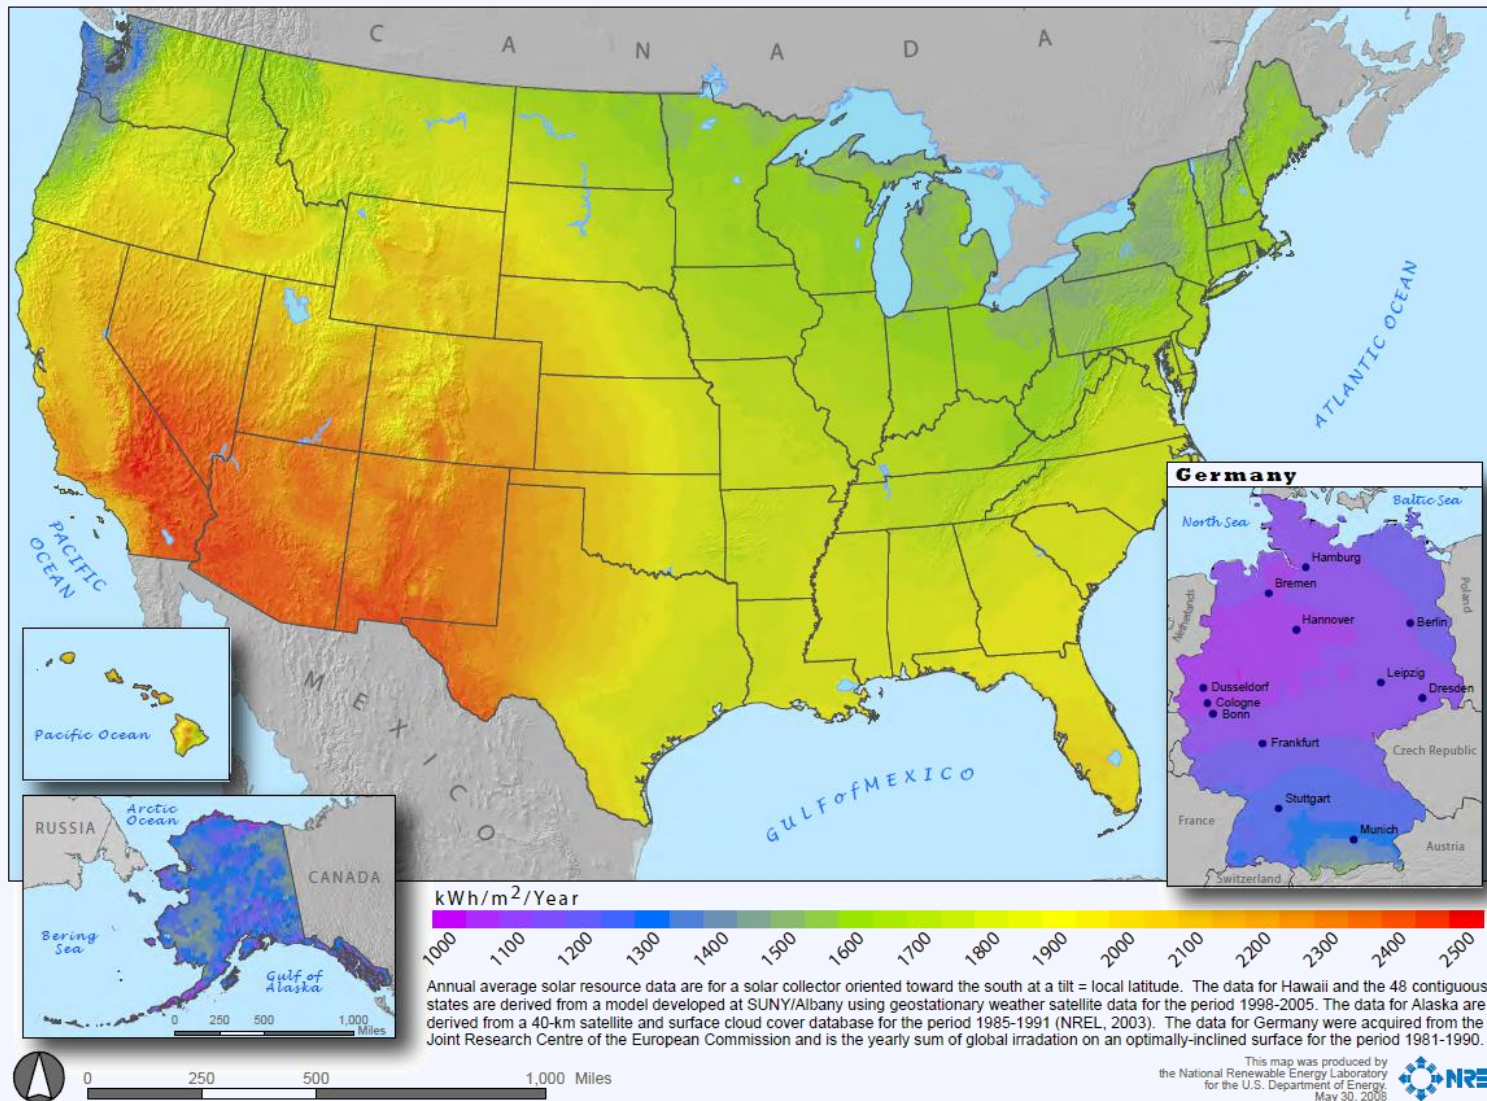 C A N A D A
ATLANTIC OCEAN
PACIFIC
OCEAN
MEXICO
GULF of MEXICO
Pacific Ocean
RUSSIA
Arctic
Ocean
CANADA
Bering
Sea
Gulf of
Alaska
0 250 500 1,000
Miles
Germany
North Sea
Baltic Sea
Hamburg
Bremen
Netherlands
Poland
Hannover
Berlin
Leipzig
Dusseldorf
Dresden
Cologne
Bonn
Frankfurt
Czech Republic
Stuttgart
France
Munich
Austria
Switzerland
kWh/m²/Year
1000 1100 1200 1300 1400 1500 1600 1700 1800 1900 2000 2100 2200 2300 2400 2500
Annual average solar resource data are for a solar collector oriented toward the south at a tilt = local latitude. The data for Hawaii and the 48 contiguous
states are derived from a model developed at SUNY/Albany using geostationary weather satellite data for the period 1998-2005. The data for Alaska are
derived from a 40-km satellite and surface cloud cover database for the period 1985-1991 (NREL, 2003). The data for Germany were acquired from the
Joint Research Centre of the European Commission and is the yearly sum of global irradation on an optimally-inclined surface for the period 1981-1990.
0 250 500 1,000 Miles
This map was produced by
the National Renewable Energy Laboratory
for the U.S. Department of Energy.
May 30, 2008
NRE